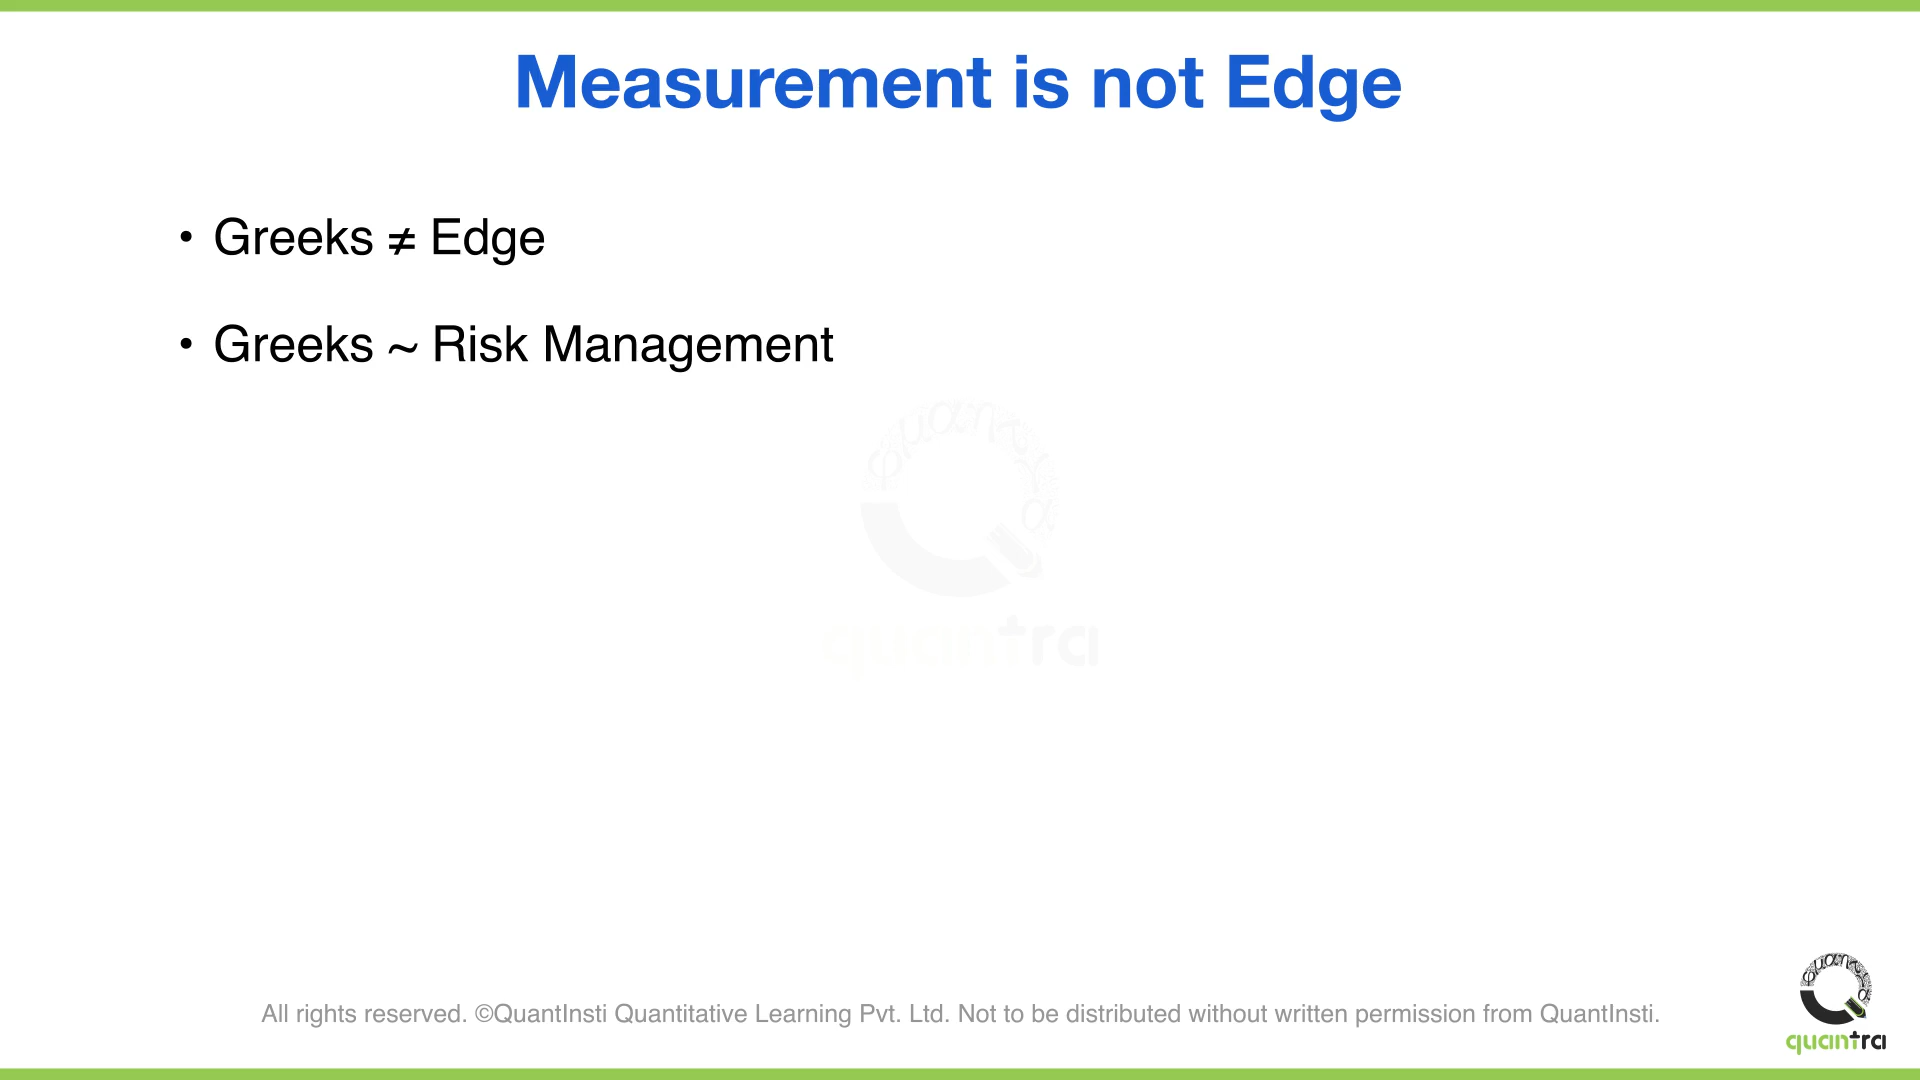 Measurement is not Edge
• Greeks ≠ Edge
• Greeks ~ Risk Management
quantra
All rights reserved. ©QuantInsti Quantitative Learning Pvt. Ltd. Not to be distributed without written permission from QuantInsti.
quantra